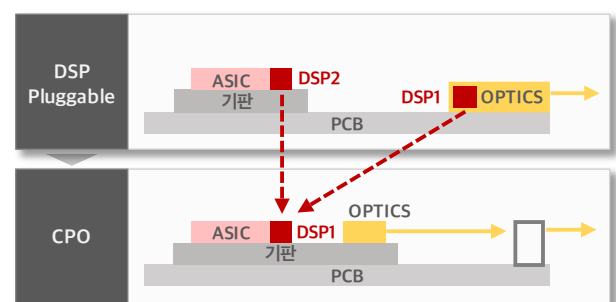 DSP
Pluggable
ASIC
DSP2
기판
DSP1
OPTICS
PCB
CPO
OPTICS
ASIC
DSP1
기판
PCB